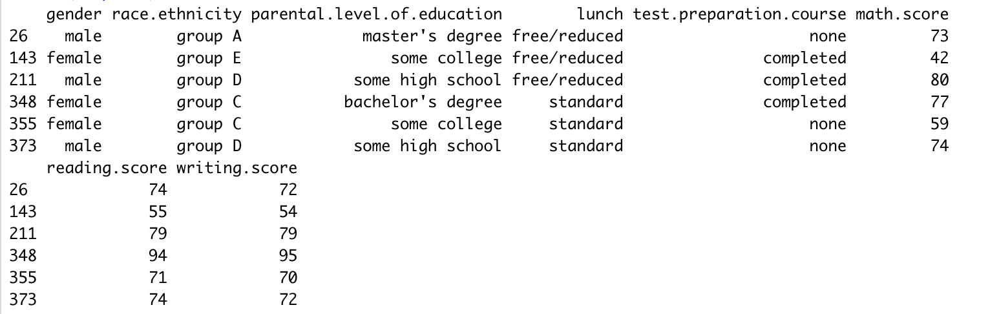 gender race.ethnicity parental.level.of.education lunch test.preparation.course math.score
26 male group A master's degree free/reduced none 73
143 female group E some college free/reduced completed 42
211 male group D some high school free/reduced completed 80
348 female group C bachelor's degree standard completed 77
355 female group C some college standard none 59
373 male group D some high school standard none 74
reading.score writing.score
26 74 72
143 55 54
211 79 79
348 94 95
355 71 70
373 74 72